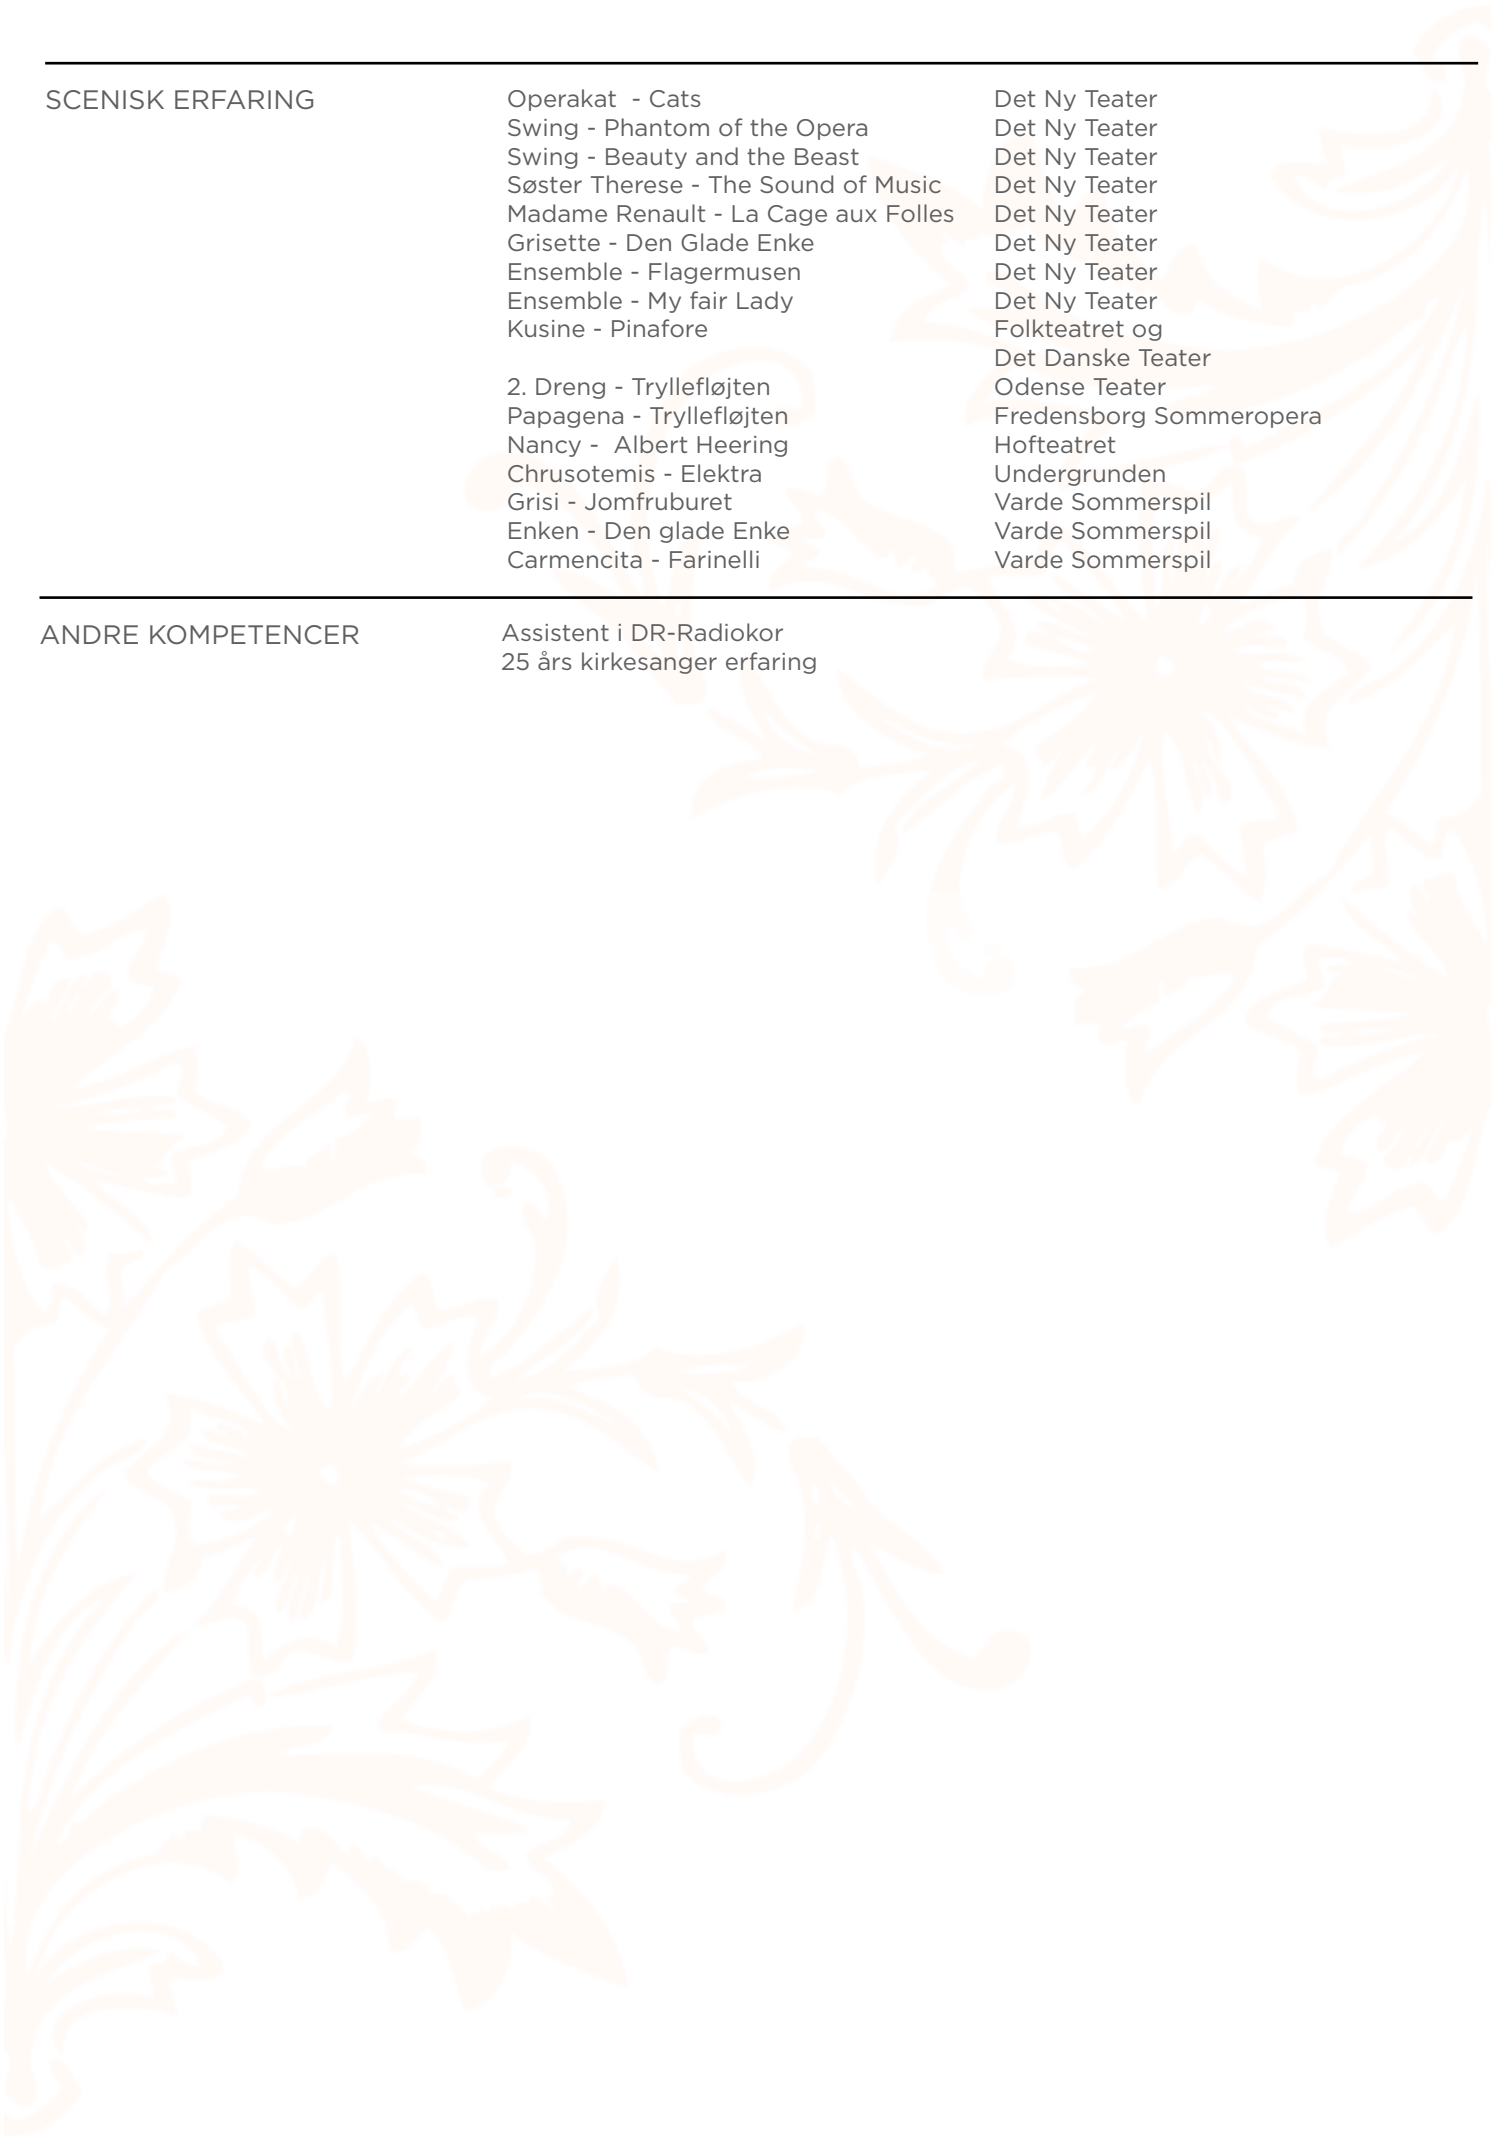 SCENISK ERFARING
Operakat  - Cats Det Ny Teater
Swing - Phantom of the Opera Det Ny Teater
Swing - Beauty and the Beast Det Ny Teater
Søster Therese - The Sound of Music Det Ny Teater
Madame Renault - La Cage aux Folles Det Ny Teater
Grisette - Den Glade Enke Det Ny Teater
Ensemble - Flagermusen Det Ny Teater
Ensemble - My fair Lady Det Ny Teater
Kusine - Pinafore Folkteatret og
Det Danske Teater
2. Dreng - Tryllefløjten Odense Teater
Papagena - Tryllefløjten Fredensborg Sommeropera
Nancy -  Albert Heering Hofteatret
Chrusotemis - Elektra Undergrunden
Grisi - Jomfruburet Varde Sommerspil
Enken - Den glade Enke Varde Sommerspil
Carmencita - Farinelli Varde Sommerspil
ANDRE KOMPETENCER
Assistent i DR-Radiokor
25 års kirkesanger erfaring